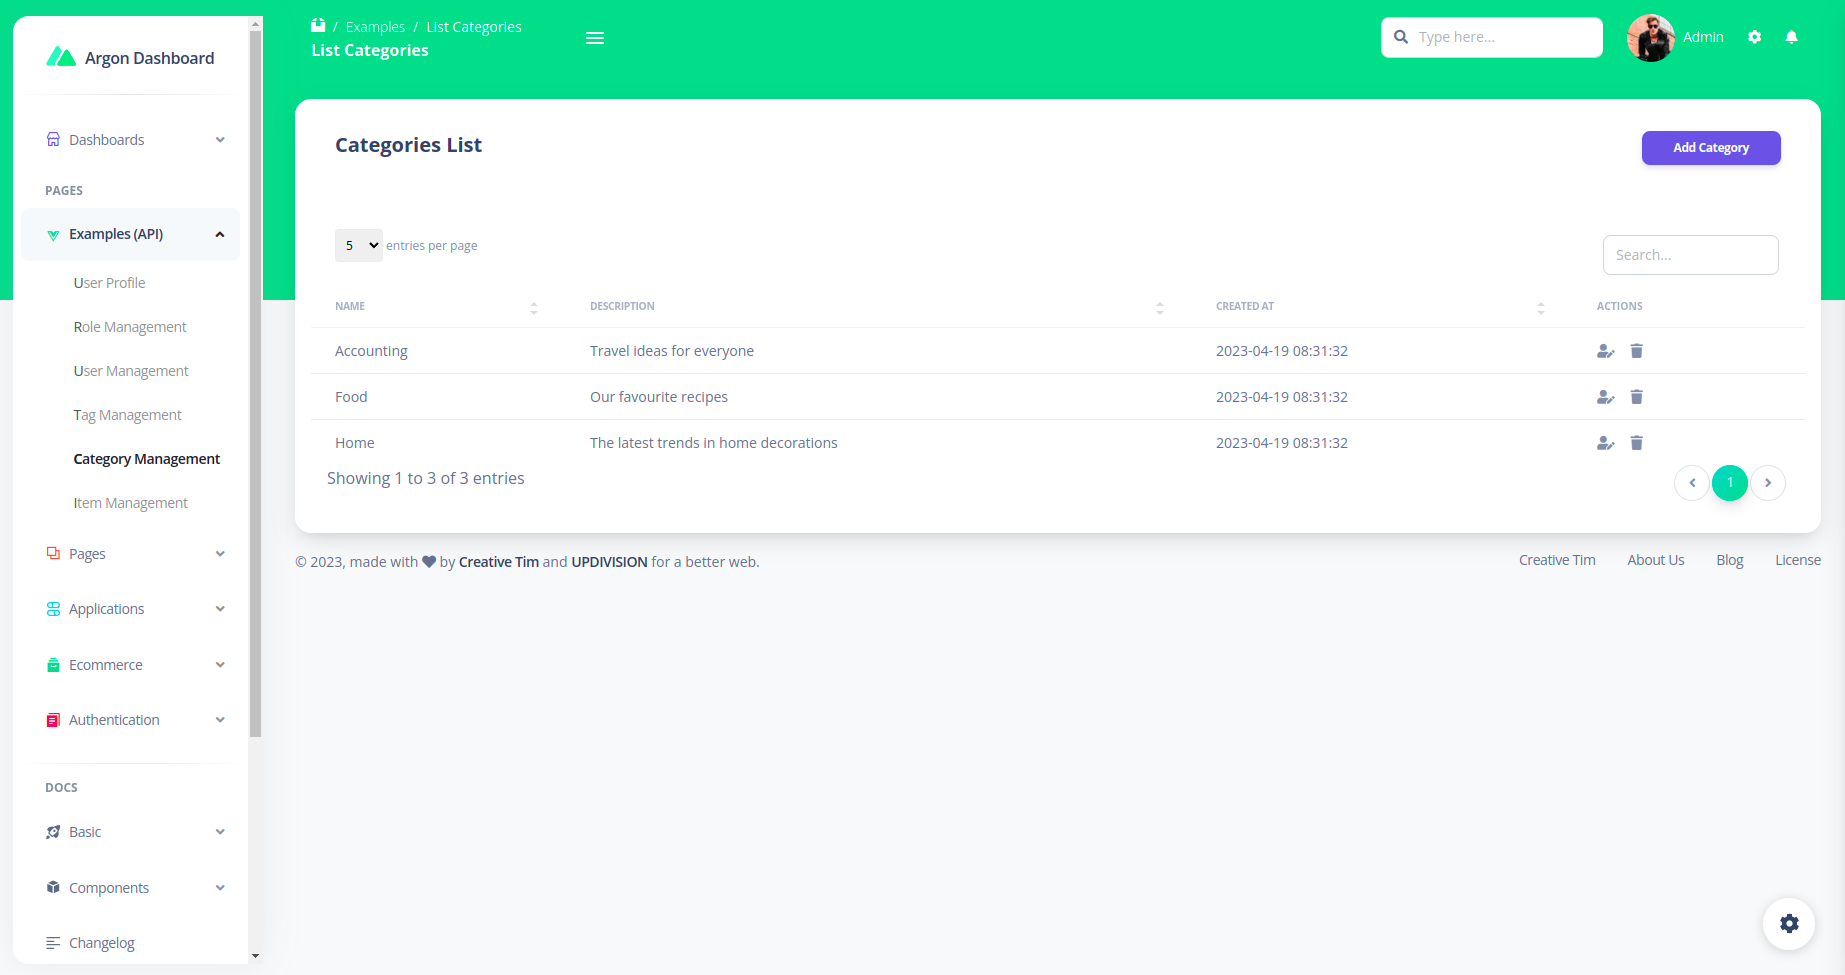 Argon Dashboard
Dashboards
PAGES
Examples (API)
User Profile
Role Management
User Management
Tag Management
Category Management
Item Management
Pages
Applications
Ecommerce
Authentication
DOCS
Basic
Components
Changelog
/ Examples / List Categories
List Categories
Type here...
Admin
Categories List
Add Category
5 entries per page
Search...
NAME DESCRIPTION CREATED AT ACTIONS
Accounting Travel ideas for everyone 2023-04-19 08:31:32
Food Our favourite recipes 2023-04-19 08:31:32
Home The latest trends in home decorations 2023-04-19 08:31:32
Showing 1 to 3 of 3 entries
1
© 2023, made with by Creative Tim and UPDIVISION for a better web.
Creative Tim About Us Blog License